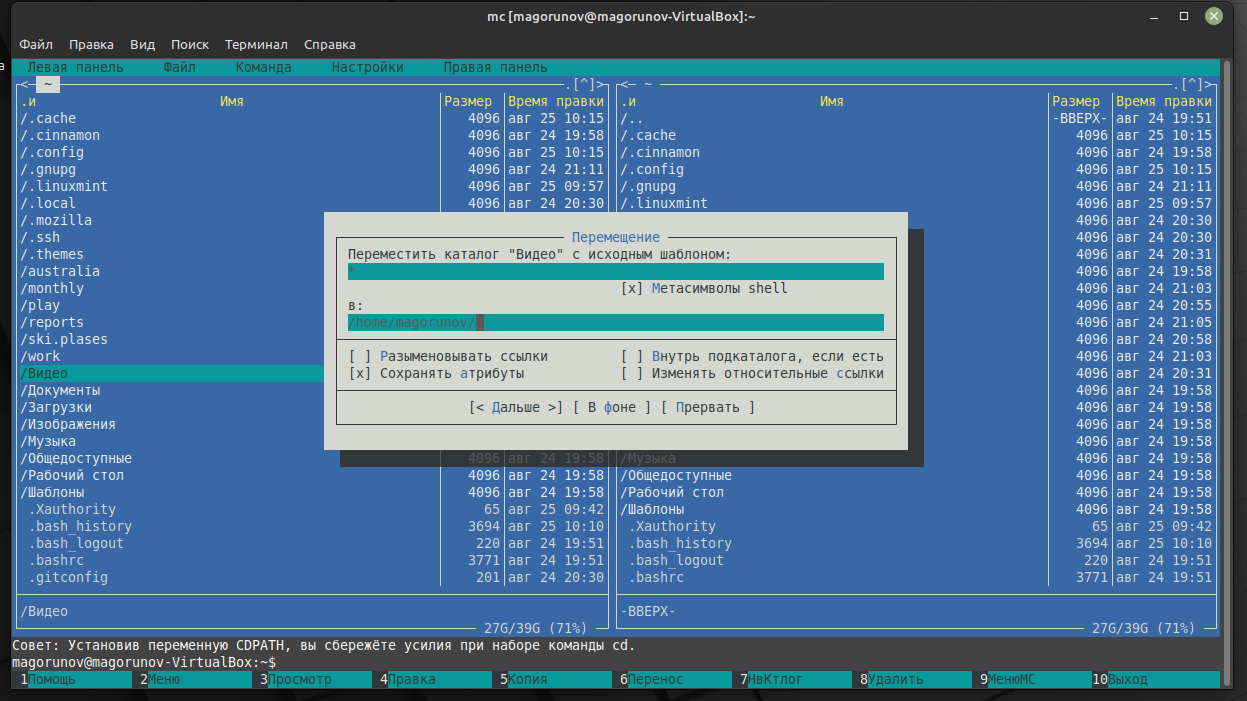 mc [magorunov@magorunov-VirtualBox]:~
Файл Правка Вид Поиск Терминал Справка
а
Левая панель Файл Команда Настройки Правая панель
<─ ~ ─.[^]> <─ ~ ─.[^]>
.и Имя Размер Время правки .и Имя Размер Время правки
/.cache 4096 авг 25 10:15 /.. -ВВЕРХ- авг 24 19:51
/.cinnamon 4096 авг 24 19:58 /.cache 4096 авг 25 10:15
/.config 4096 авг 25 10:15 /.cinnamon 4096 авг 24 19:58
/.gnupg 4096 авг 24 21:11 /.config 4096 авг 25 10:15
/.linuxmint 4096 авг 25 09:57 /.gnupg 4096 авг 24 21:11
/.local 4096 авг 24 20:30 /.linuxmint 4096 авг 25 09:57
/.mozilla 4096 авг 24 20:30
/.ssh Перемещение 4096 авг 24 20:30
/.themes Переместить каталог "Видео" с исходным шаблоном: 4096 авг 24 20:31
/australia * 4096 авг 24 19:58
/monthly [x] Метасимволы shell 4096 авг 24 21:03
/play в: 4096 авг 24 20:55
/reports /home/magorunov/ 4096 авг 24 21:05
/ski.plases 4096 авг 24 20:58
/work [ ] Разыменовывать ссылки [ ] Внутрь подкаталога, если есть 4096 авг 24 21:03
/Видео [x] Сохранять атрибуты [ ] Изменять относительные ссылки 4096 авг 24 20:31
/Документы 4096 авг 24 19:58
/Загрузки [< Дальше >] [ В фоне ] [ Прервать ] 4096 авг 24 19:58
/Изображения 4096 авг 24 19:58
/Музыка 4096 авг 24 19:58
/Общедоступные 4096 авг 24 19:58 /Музыка 4096 авг 24 19:58
/Рабочий стол 4096 авг 24 19:58 /Общедоступные 4096 авг 24 19:58
/Шаблоны 4096 авг 24 19:58 /Рабочий стол 4096 авг 24 19:58
.Xauthority 65 авг 25 09:42 /Шаблоны 4096 авг 24 19:58
.bash_history 3694 авг 25 10:10 .Xauthority 65 авг 25 09:42
.bash_logout 220 авг 24 19:51 .bash_history 3694 авг 25 10:10
.bashrc 3771 авг 24 19:51 .bash_logout 220 авг 24 19:51
.gitconfig 201 авг 24 20:30 .bashrc 3771 авг 24 19:51
/Видео -ВВЕРХ-
27G/39G (71%) 27G/39G (71%)
Совет: Установив переменную CDPATH, вы сбережёте усилия при наборе команды cd.
magorunov@magorunov-VirtualBox:~$
1Помощь 2Меню 3Просмотр 4Правка 5Копия 6Перенос 7НвКтлог 8Удалить 9МенюМС 10Выход